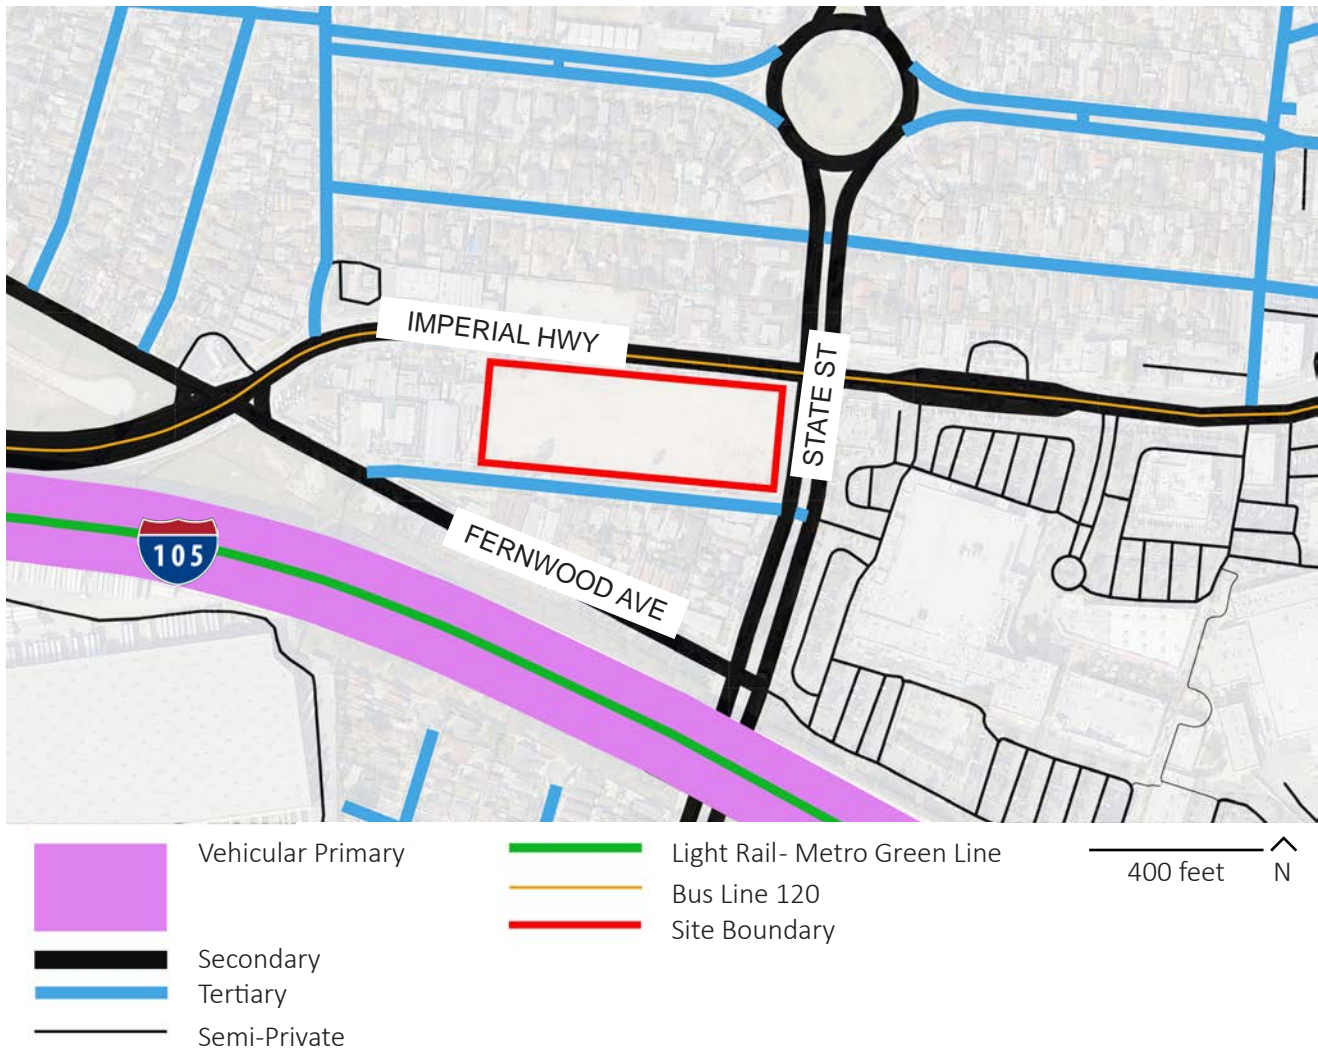 IMPERIAL HWY
STATE ST
FERNWOOD AVE
105
Vehicular Primary
Secondary
Tertiary
Semi-Private
Light Rail- Metro Green Line
Bus Line 120
Site Boundary
400 feet
N